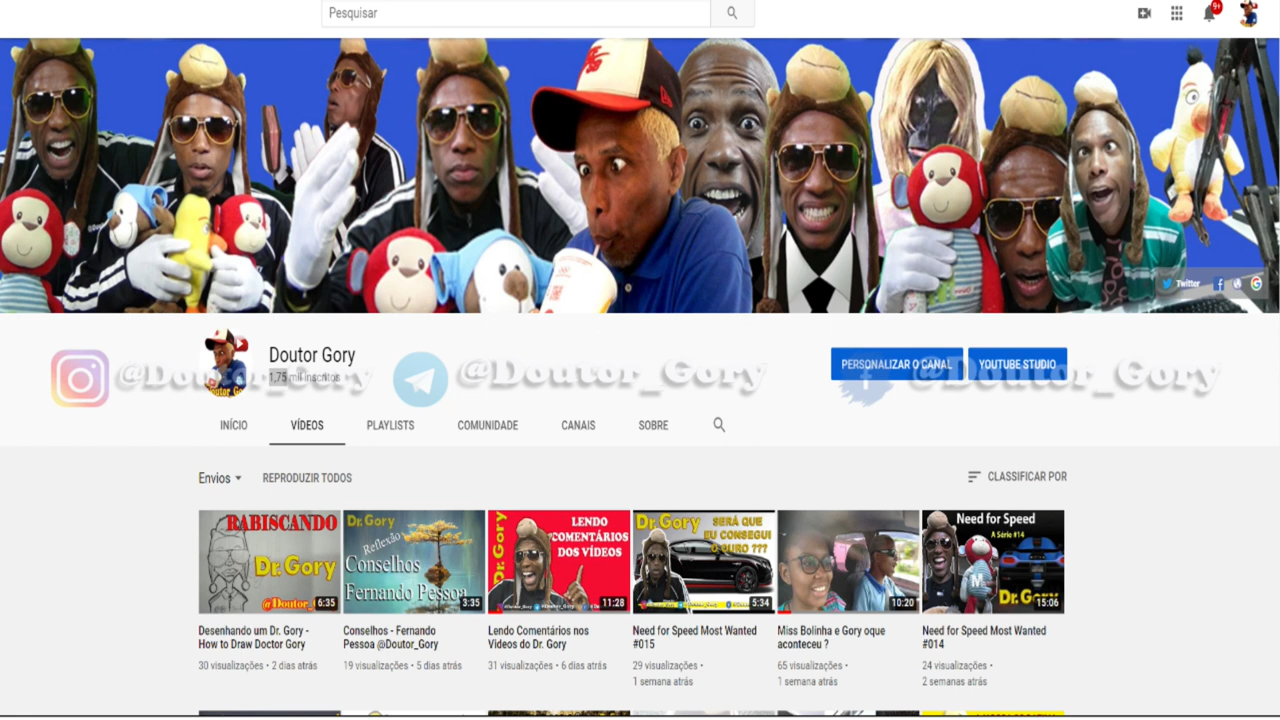 Pesquisar
9+
Twitter
Doutor Gory
1,75 mil inscritos
@Doutor_Gory
@Doutor_Gory
@Doutor_Gory
PERSONALIZAR O CANAL
YOUTUBE STUDIO
INÍCIO
VÍDEOS
PLAYLISTS
COMUNIDADE
CANAIS
SOBRE
Envios
REPRODUZIR TODOS
CLASSIFICAR POR
RABISCANDO
Dr. Gory
@Doutor_
6:35
Dr. Gory
Reflexão
Conselhos
Fernando Pessoa
3:35
Dr. Gory
LENDO
COMENTÁRIOS
DOS VÍDEOS
11:28
Dr. Gory
SERÁ QUE
EU CONSEGUI
O OURO ???
5:34
10:20
Need for Speed
A Série #14
M
Dr. Gory
15:06
Desenhando um Dr. Gory -
How to Draw Doctor Gory
30 visualizações • 2 dias atrás
Conselhos - Fernando
Pessoa @Doutor_Gory
19 visualizações • 5 dias atrás
Lendo Comentários nos
Videos do Dr. Gory
31 visualizações • 6 dias atrás
Need for Speed Most Wanted
#015
29 visualizações •
1 semana atrás
Miss Bolinha e Gory oque
aconteceu ?
65 visualizações •
1 semana atrás
Need for Speed Most Wanted
#014
24 visualizações •
2 semanas atrás